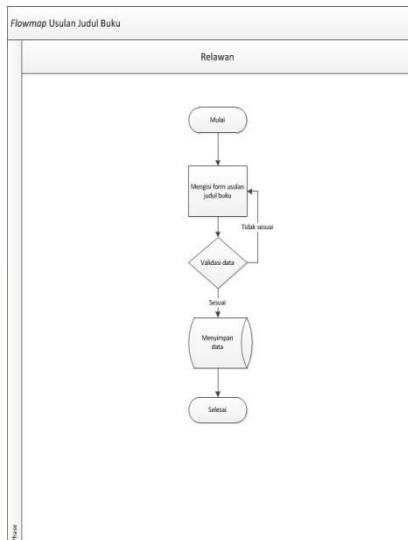 Flowmap Usulan Judul Buku
Relawan
Mulai
Mengisi form usulan
judul buku
Tidak sesuai
Validasi data
Sesuai
Menyimpan
data
Selesai
Phase